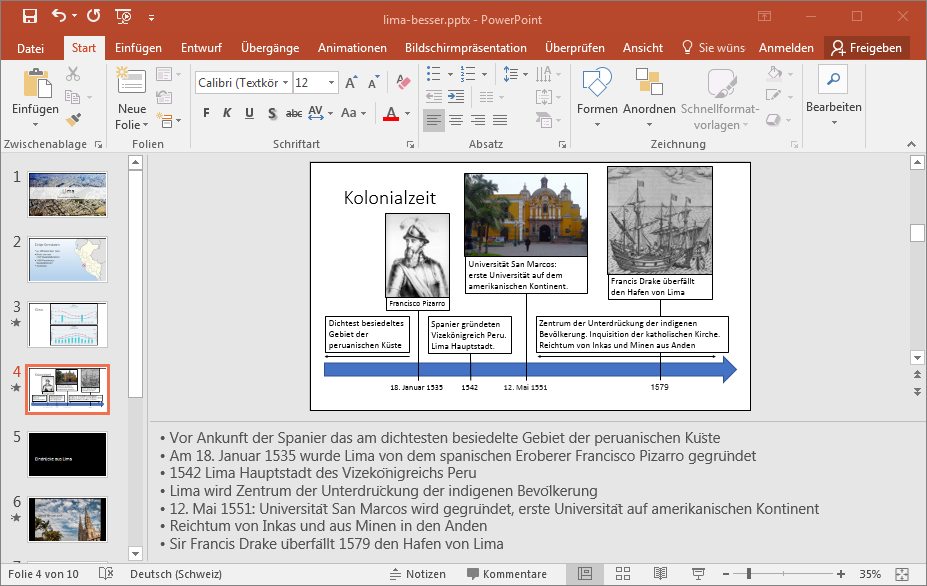 lima-besser.pptx - PowerPoint
Datei Start Einfügen Entwurf Übergänge Animationen Bildschirmpräsentation Überprüfen Ansicht Sie wüns Anmelden Freigeben
Calibri (Textkör 12
Einfügen
Neue
Folie
F K U S abc AV Aa A
Formen Anordnen Schnellformat-
vorlagen
Bearbeiten
Zwischenablage Folien Schriftart Absatz Zeichnung
1
Lima
2
3
4
5
Eindrücke aus Lima
6
Kolonialzeit
Francisco Pizarro
Universität San Marcos:
erste Universität auf dem
amerikanischen Kontinent.
Francis Drake überfällt
den Hafen von Lima
Dichtest besiedeltes
Gebiet der
peruanischen Küste
Spanier gründeten
Vizekönigreich Peru.
Lima Hauptstadt.
Zentrum der Unterdrückung der indigenen
Bevölkerung. Inquisition der katholischen Kirche.
Reichtum von Inkas und Minen aus Anden
18. Januar 1535 1542 12. Mai 1551 1579
• Vor Ankunft der Spanier das am dichtesten besiedelte Gebiet der peruanischen Küste
• Am 18. Januar 1535 wurde Lima von dem spanischen Eroberer Francisco Pizarro gegründet
• 1542 Lima Hauptstadt des Vizekönigreichs Peru
• Lima wird Zentrum der Unterdrückung der indigenen Bevölkerung
• 12. Mai 1551: Universität San Marcos wird gegründet, erste Universität auf amerikanischen Kontinent
• Reichtum von Inkas und aus Minen in den Anden
• Sir Francis Drake überfällt 1579 den Hafen von Lima
Folie 4 von 10 Deutsch (Schweiz) Notizen Kommentare 35%